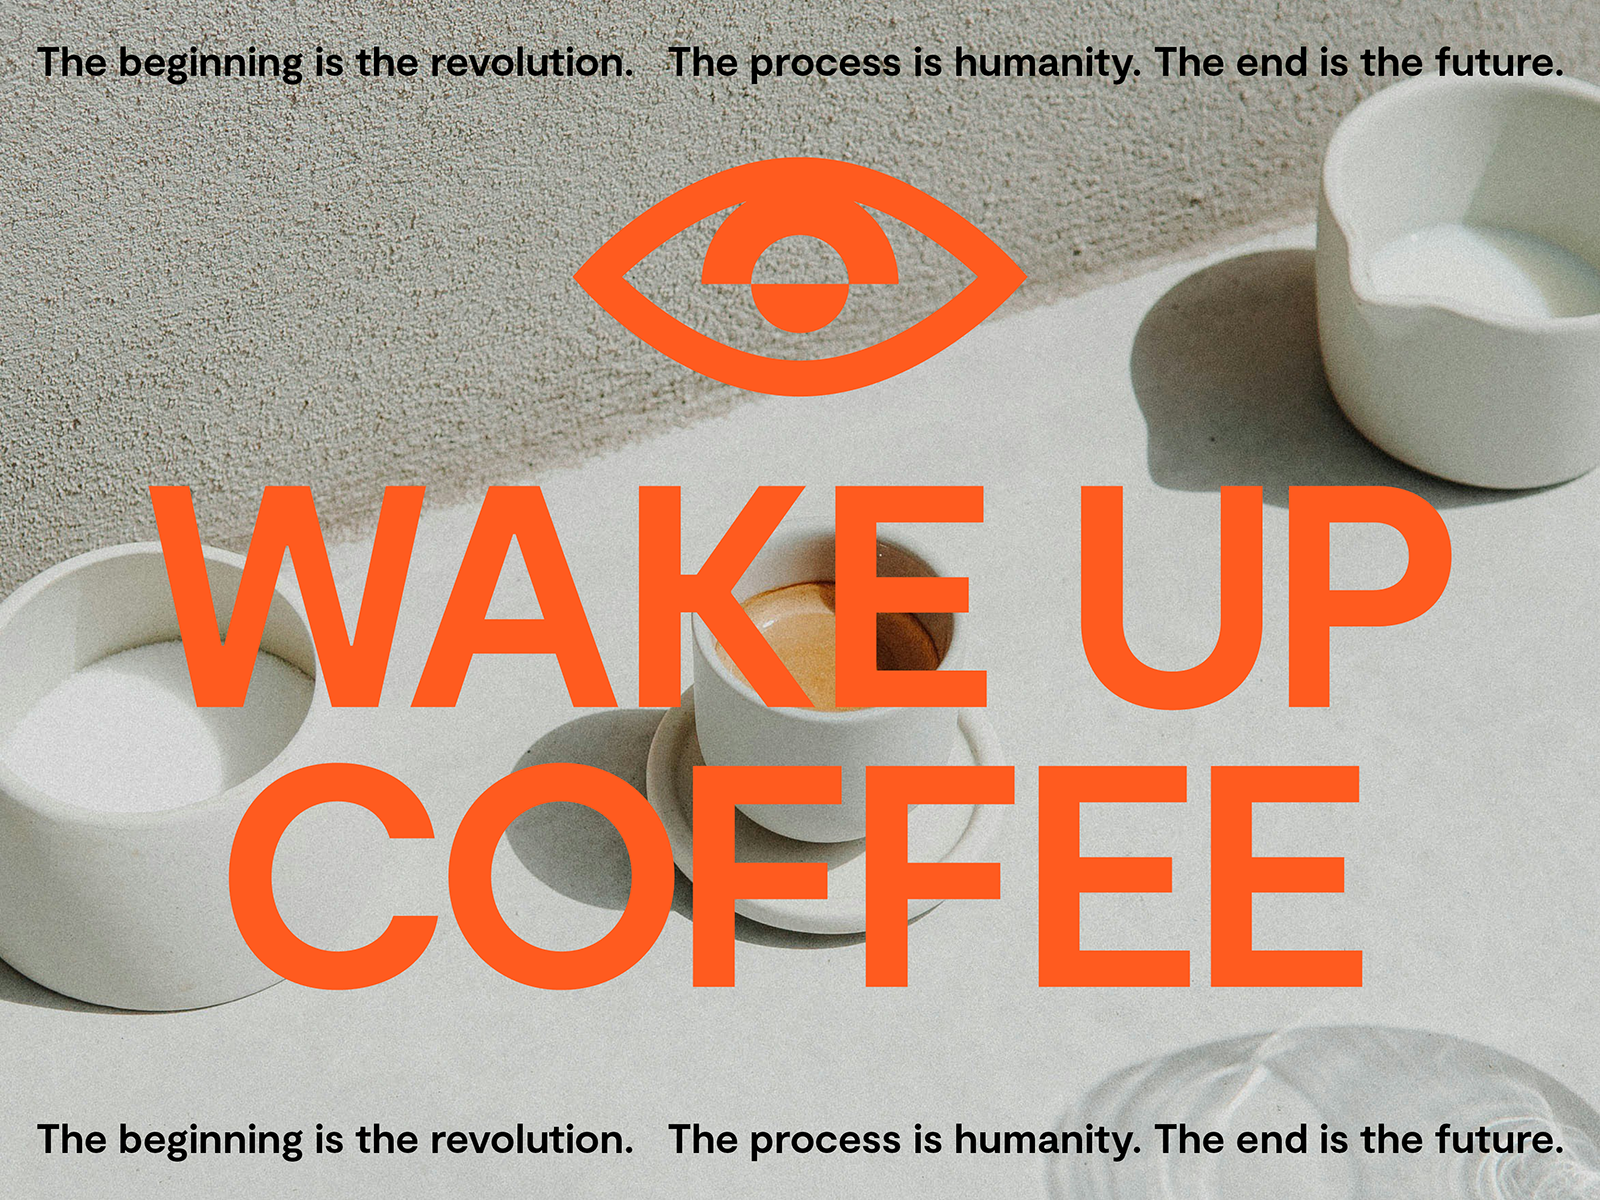 The beginning is the revolution. The process is humanity. The end is the future.
WAKE UP
COFFEE
The beginning is the revolution. The process is humanity. The end is the future.